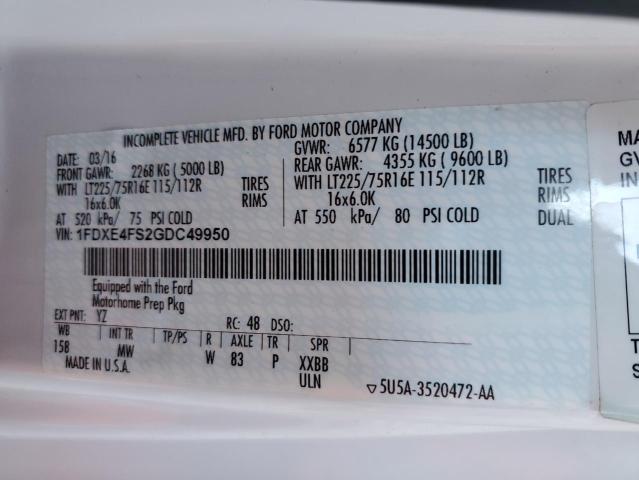 INCOMPLETE VEHICLE MFD. BY FORD MOTOR COMPANY
DATE: 03/16 GVWR: 6577 KG (14500 LB)
FRONT GAWR: 2268 KG (5000 LB) REAR GAWR: 4355 KG (9600 LB)
WITH LT225/75R16E 115/112R TIRES WITH LT225/75R16E 115/112R TIRES
16x6.0K RIMS 16x6.0K RIMS
AT 520 kPa/ 75 PSI COLD AT 550 kPa/ 80 PSI COLD DUAL
VIN: 1FDXE4FS2GDC49950
Equipped with the Ford
Motorhome Prep Pkg
EXT PNT: YZ RC: 48 DSO:
WB INT TR TP/PS R AXLE TR SPR
158 MW W 83 P XXBB
MADE IN U.S.A. ULN ▽5U5A-3520472-AA
MA
GV
IN
T
S